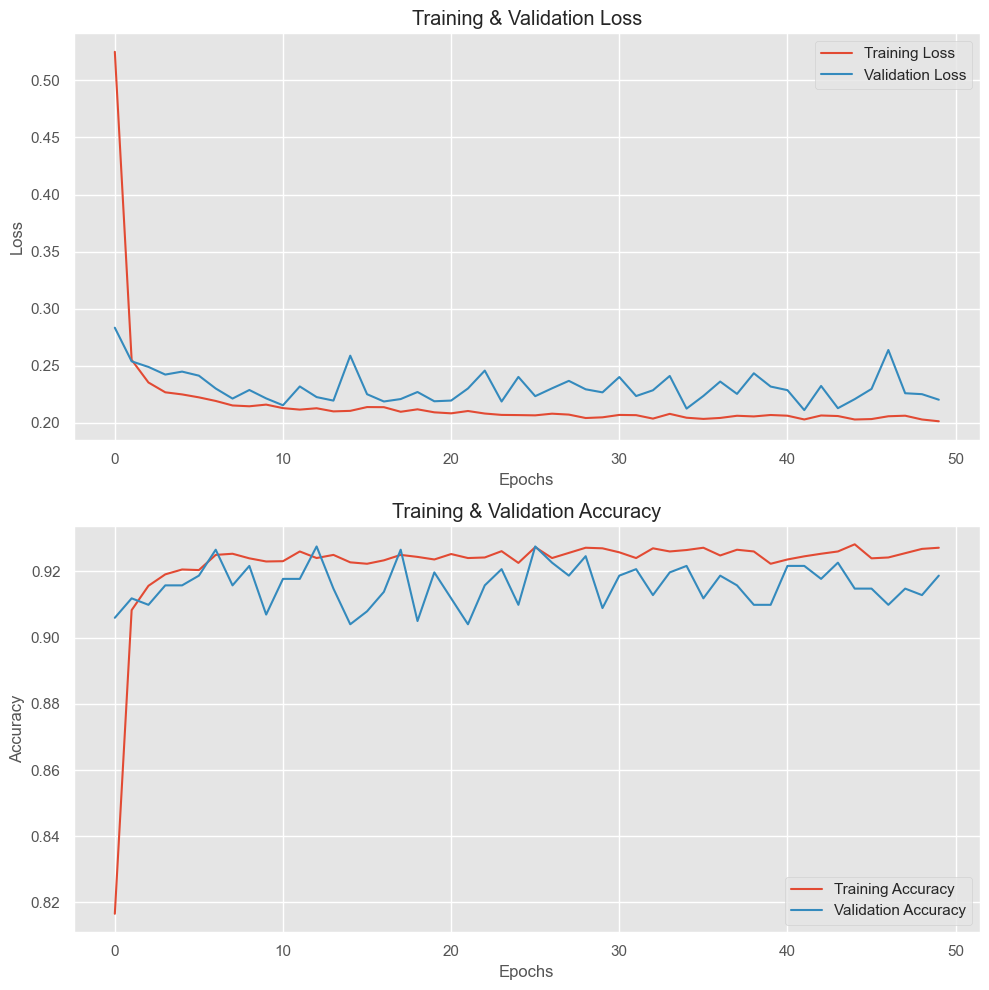 Training & Validation Loss
Training Loss
Validation Loss
0.50
0.45
0.40
0.35
0.30
0.25
0.20
Loss
0 10 20 30 40 50
Epochs
Training & Validation Accuracy
0.92
0.90
0.88
0.86
0.84
0.82
Accuracy
Training Accuracy
Validation Accuracy
0 10 20 30 40 50
Epochs